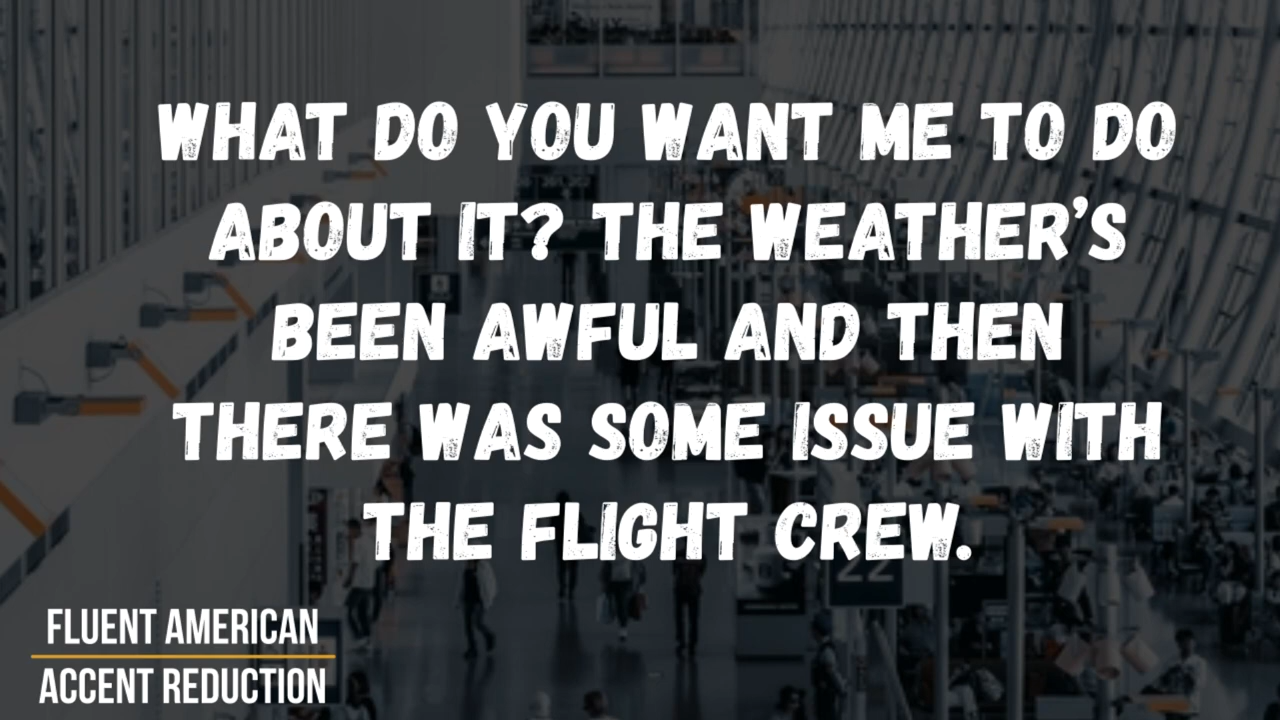 WHAT DO YOU WANT ME TO DO
ABOUT IT? THE WEATHER'S
BEEN AWFUL AND THEN
THERE WAS SOME ISSUE WITH
THE FLIGHT CREW.
22
FLUENT AMERICAN
ACCENT REDUCTION